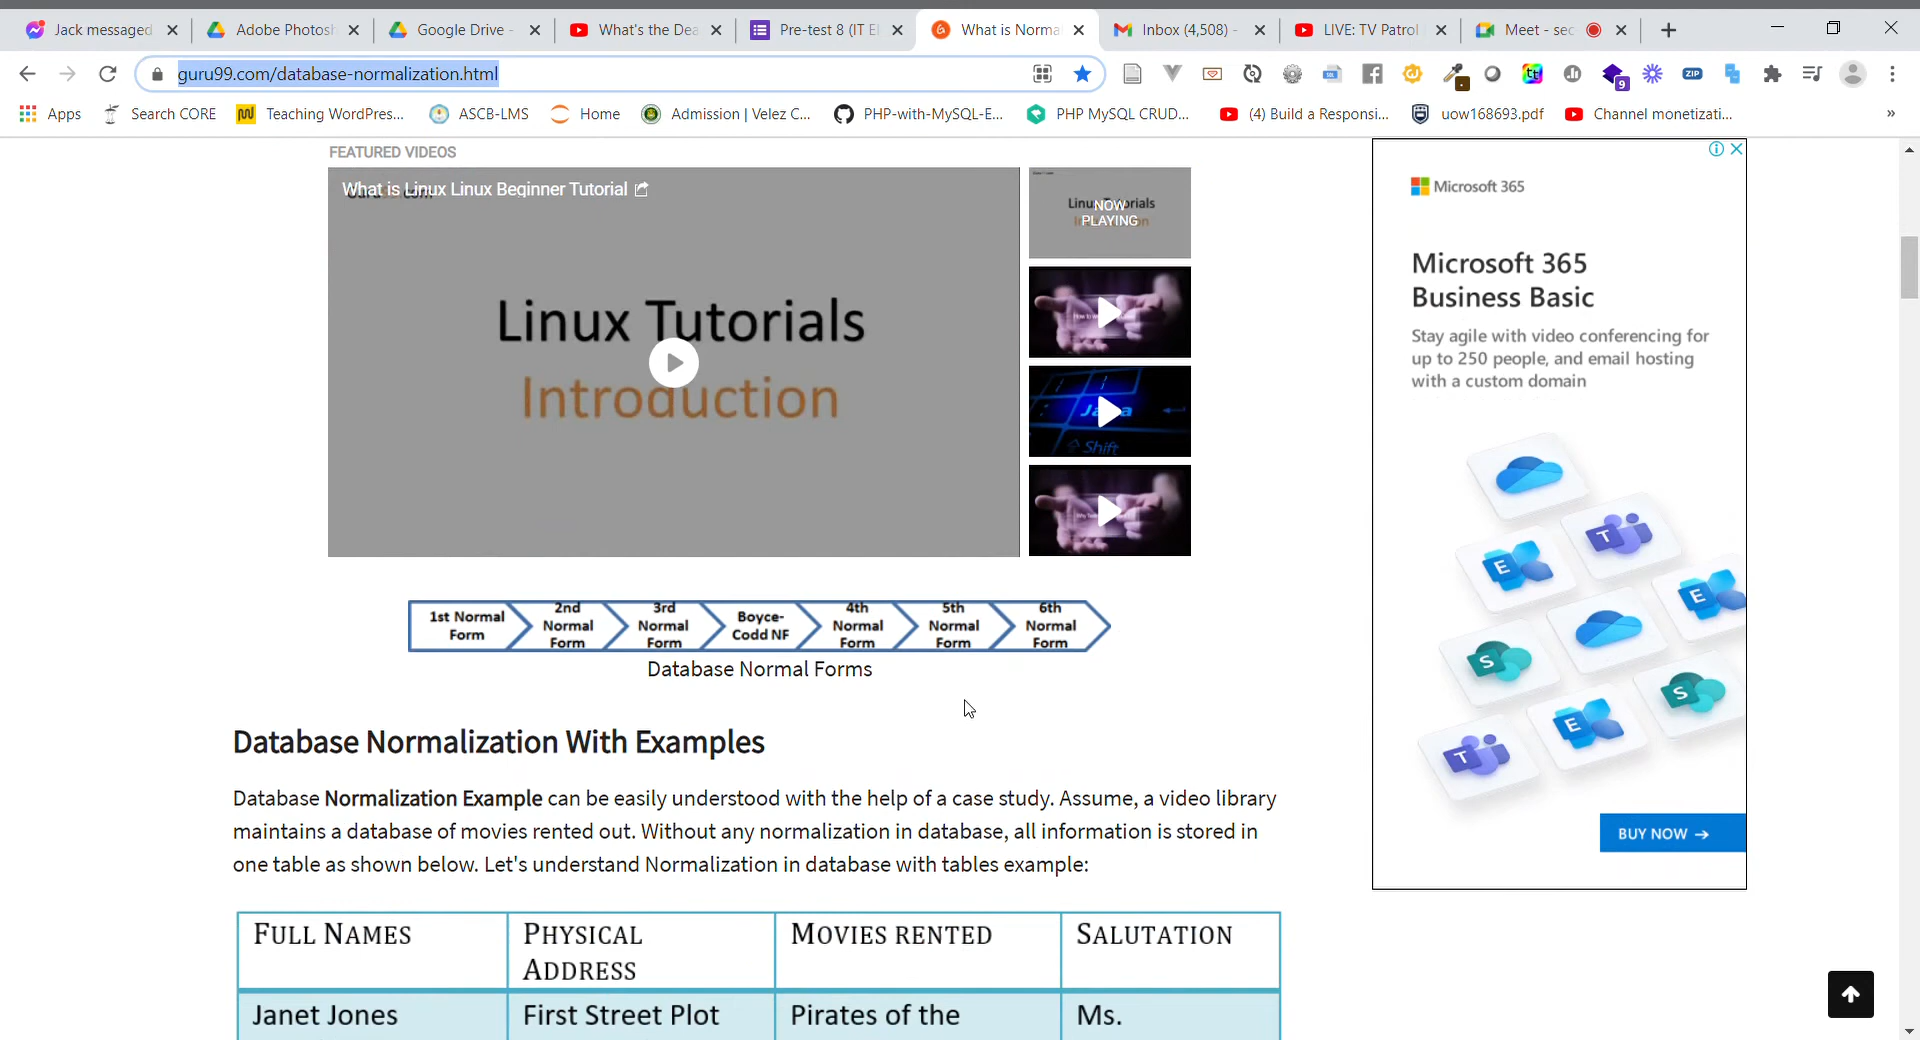 Jack messaged
Adobe Photosh
Google Drive -
What's the Dea
Pre-test 8 (IT El
What is Norma
Inbox (4,508) -
LIVE: TV Patrol
Meet - sec
guru99.com/database-normalization.html
Apps
Search CORE
Teaching WordPres...
ASCB-LMS
Home
Admission | Velez C...
PHP-with-MySQL-E...
PHP MySQL CRUD...
(4) Build a Responsi...
uow168693.pdf
Channel monetizati...
FEATURED VIDEOS
What is Linux Linux Beginner Tutorial
Linux Tutorials
Introduction
NOW
PLAYING
Java
Shift
1st Normal
Form
2nd
Normal
Form
3rd
Normal
Form
Boyce-
Codd NF
4th
Normal
Form
5th
Normal
Form
6th
Normal
Form
Database Normal Forms
Database Normalization With Examples
Database Normalization Example can be easily understood with the help of a case study. Assume, a video library
maintains a database of movies rented out. Without any normalization in database, all information is stored in
one table as shown below. Let's understand Normalization in database with tables example:
FULL NAMES
PHYSICAL
ADDRESS
MOVIES RENTED
SALUTATION
Janet Jones
First Street Plot
Pirates of the
Ms.
Microsoft 365
Microsoft 365
Business Basic
Stay agile with video conferencing for
up to 250 people, and email hosting
with a custom domain
BUY NOW →